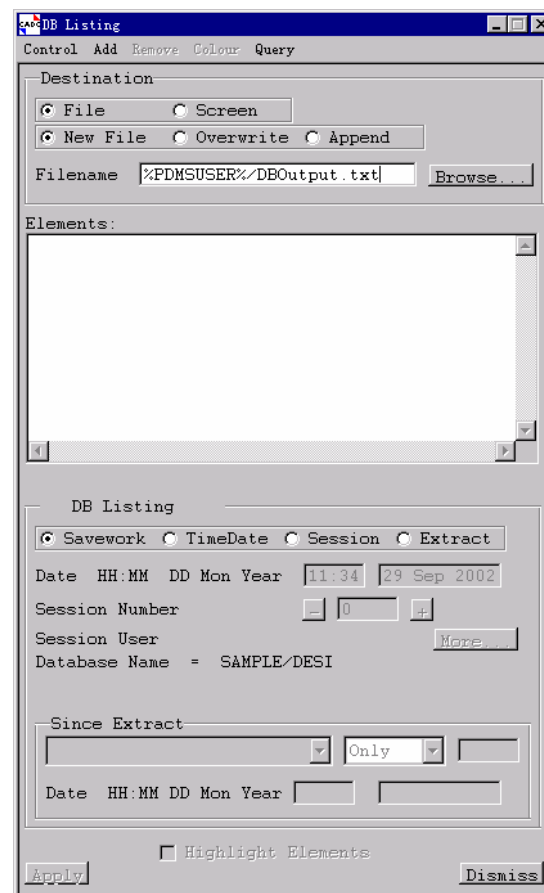 CADC DB Listing
Control Add Remove Colour Query
Destination
File Screen
New File Overwrite Append
Filename %PDMSUSER%/DBOutput.txt Browse...
Elements:
DB Listing
Savework TimeDate Session Extract
Date HH:MM DD Mon Year 11:34 29 Sep 2002
Session Number - 0 +
Session User More...
Database Name = SAMPLE/DESI
Since Extract
Only
Date HH:MM DD Mon Year
Highlight Elements
Apply Dismiss